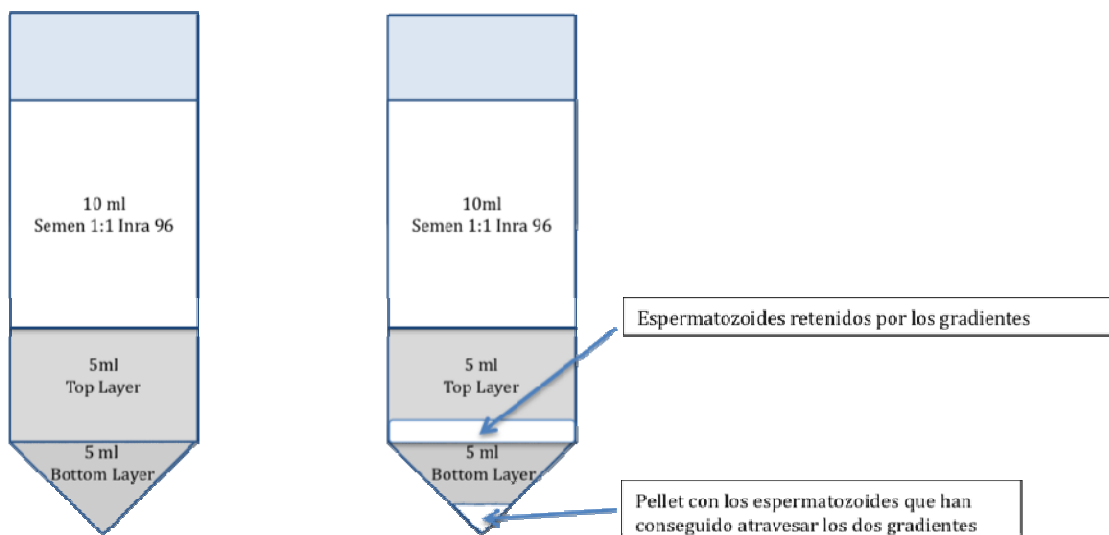 10 ml
Semen 1:1 Inra 96
5ml
Top Layer
5 ml
Bottom Layer
10ml
Semen 1:1 Inra 96
5 ml
Top Layer
5 ml
Bottom Layer
Espermatozoides retenidos por los gradientes
Pellet con los espermatozoides que han
conseguido atravesar los dos gradientes